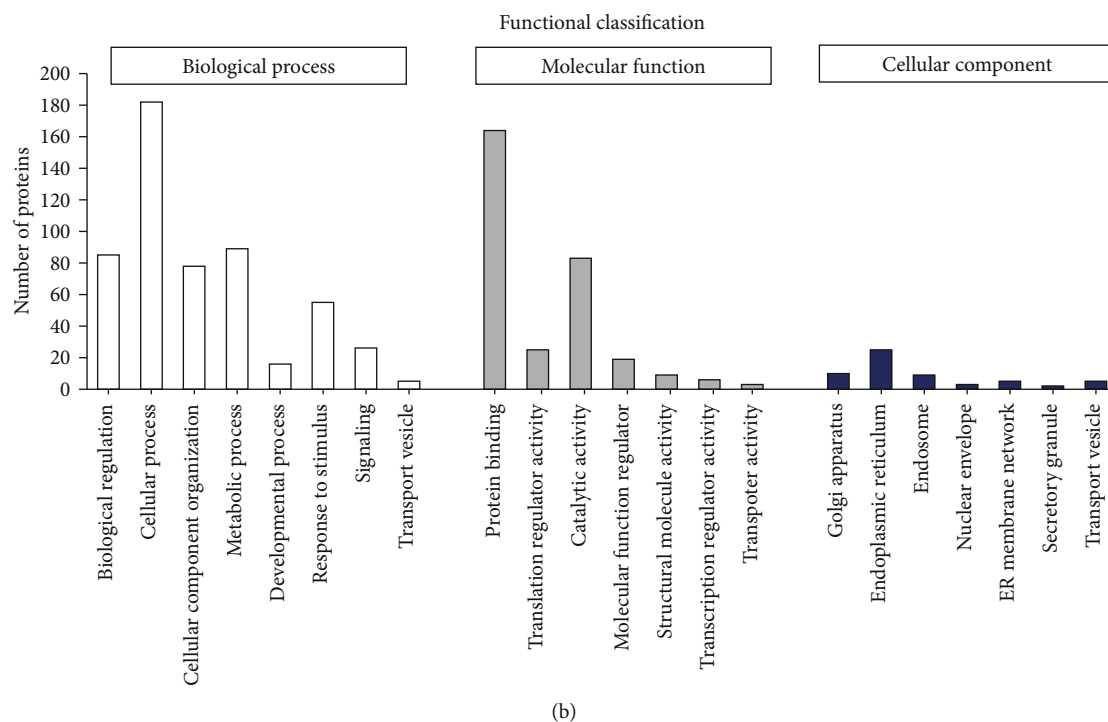 Functional classification
Biological process
Molecular function
Cellular component
Number of proteins
200
180
160
140
120
100
80
60
40
20
0
Biological regulation
Cellular process
Cellular component organization
Metabolic process
Developmental process
Response to stimulus
Signaling
Transport vesicle
Protein binding
Translation regulator activity
Catalytic activity
Molecular function regulator
Structural molecule activity
Transcription regulator activity
Transpoter activity
Golgi apparatus
Endoplasmic reticulum
Endosome
Nuclear envelope
ER membrane network
Secretory granule
Transport vesicle
(b)